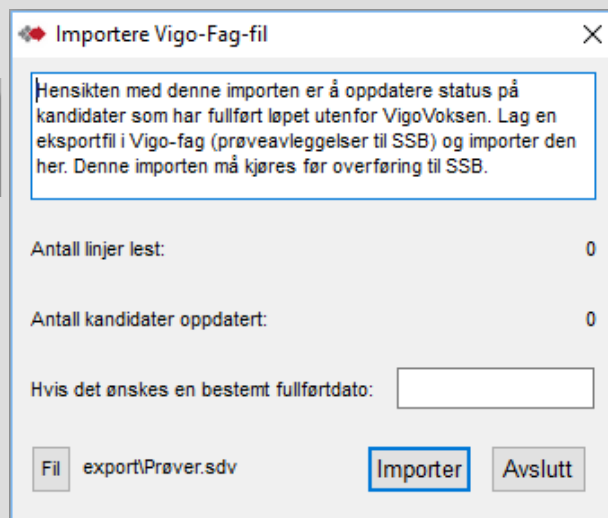 Importere Vigo-Fag-fil
Hensikten med denne importen er å oppdatere status på
kandidater som har fullført løpet utenfor VigoVoksen. Lag en
eksportfil i Vigo-fag (prøveavleggelser til SSB) og importer den
her. Denne importen må kjøres før overføring til SSB.
Antall linjer lest: 0
Antall kandidater oppdatert: 0
Hvis det ønskes en bestemt fullførtdato:
Fil export\Prøver.sdv Importer Avslutt